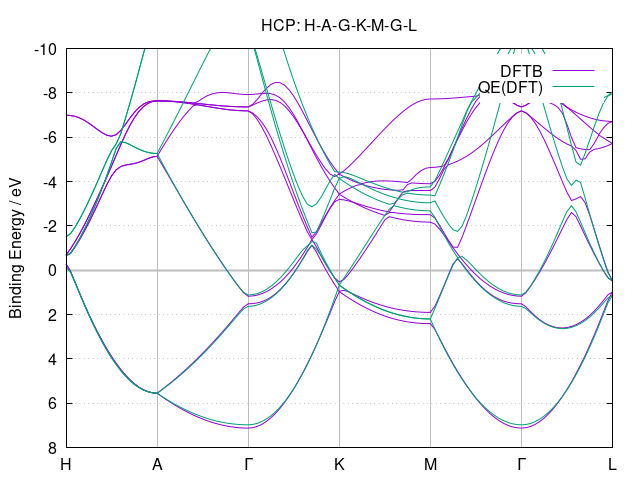 HCP: H-A-G-K-M-G-L
-10
DFTB
-8
QE(DFT)
-6
-4
-2
0
2
4
6
8
Binding Energy / eV
H A Γ K M Γ L